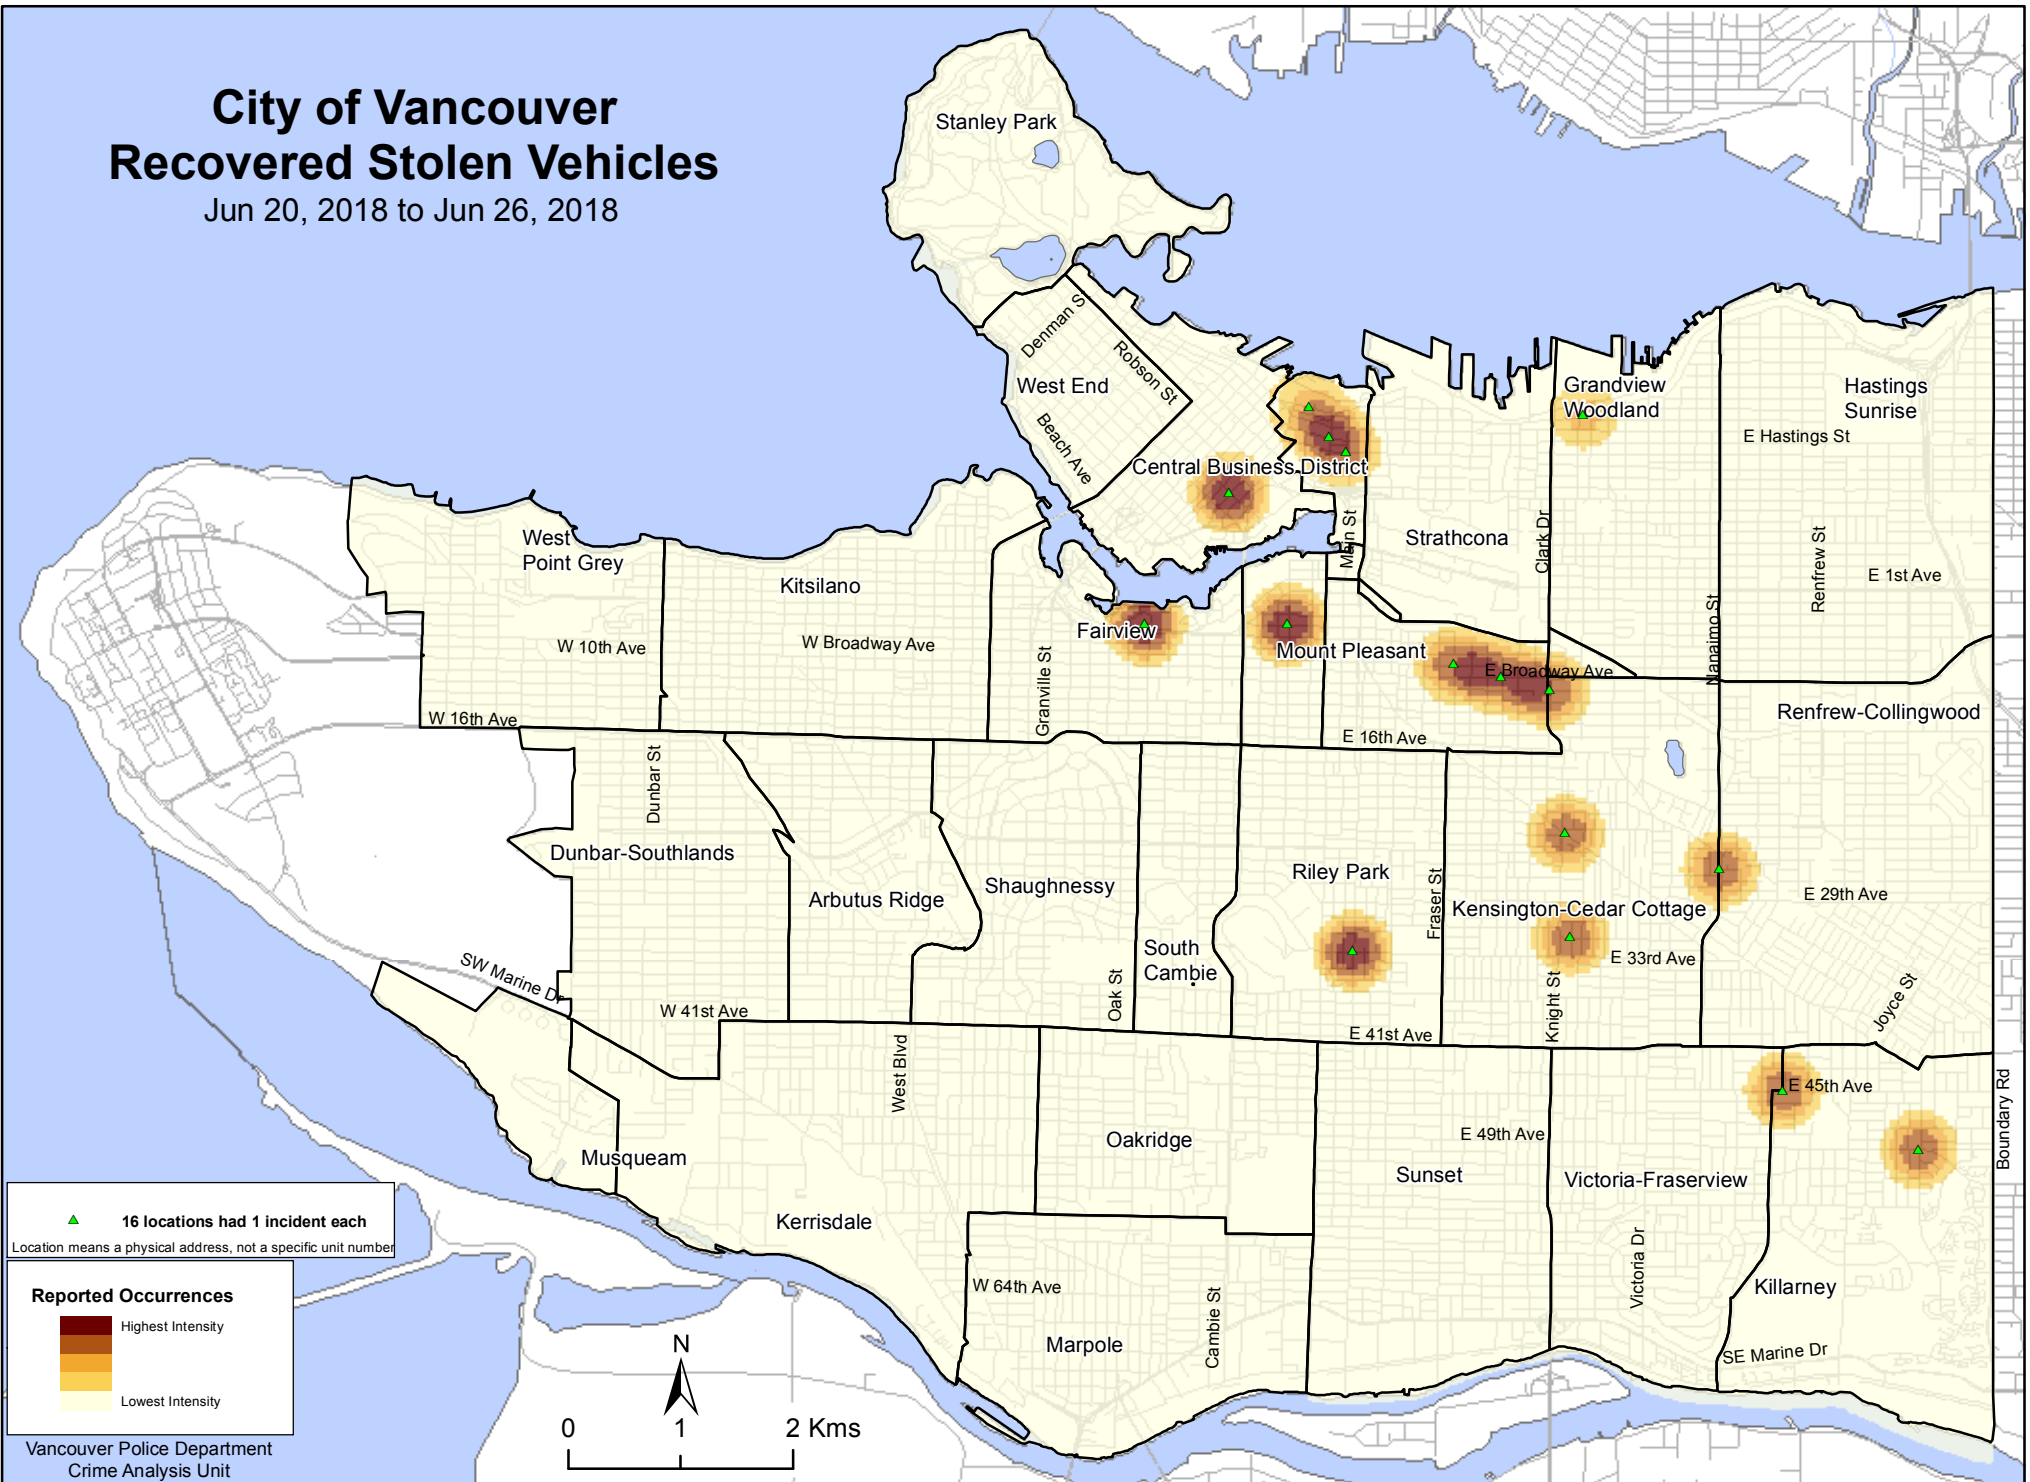 City of Vancouver
Recovered Stolen Vehicles
Jun 20, 2018 to Jun 26, 2018
Stanley Park
Denman S
Robson St
West End
Beach Ave
Central Business District
Grandview
Woodland
Hastings
Sunrise
E Hastings St
Main St
Strathcona
Clark Dr
Nanaimo St
Renfrew St
E 1st Ave
West
Point Grey
Kitsilano
W 10th Ave
W Broadway Ave
Granville St
Fairview
Mount Pleasant
E Broadway Ave
W 16th Ave
E 16th Ave
Renfrew-Collingwood
Dunbar St
Dunbar-Southlands
Arbutus Ridge
Shaughnessy
Riley Park
Fraser St
Kensington-Cedar Cottage
E 29th Ave
South
Cambie
Oak St
E 33rd Ave
Knight St
Joyce St
SW Marine Dr
W 41st Ave
E 41st Ave
West Blvd
E 45th Ave
Boundary Rd
Musqueam
Oakridge
E 49th Ave
Sunset
Victoria-Fraserview
Kerrisdale
Victoria Dr
W 64th Ave
Cambie St
Killarney
Marpole
SE Marine Dr
16 locations had 1 incident each
Location means a physical address, not a specific unit number
Reported Occurrences
Highest Intensity
Lowest Intensity
N
0 1 2 Kms
Vancouver Police Department
Crime Analysis Unit